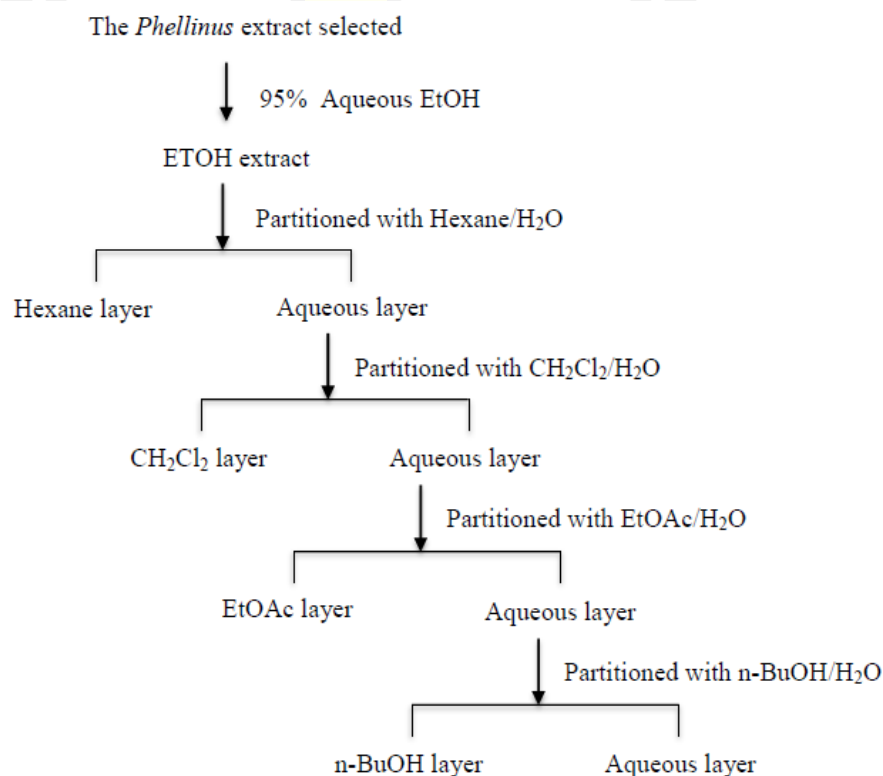 The Phellinus extract selected
95% Aqueous EtOH
ETOH extract
Partitioned with Hexane/H₂O
Hexane layer
Aqueous layer
Partitioned with CH₂Cl₂/H₂O
CH₂Cl₂ layer
Aqueous layer
Partitioned with EtOAc/H₂O
EtOAc layer
Aqueous layer
Partitioned with n-BuOH/H₂O
n-BuOH layer
Aqueous layer